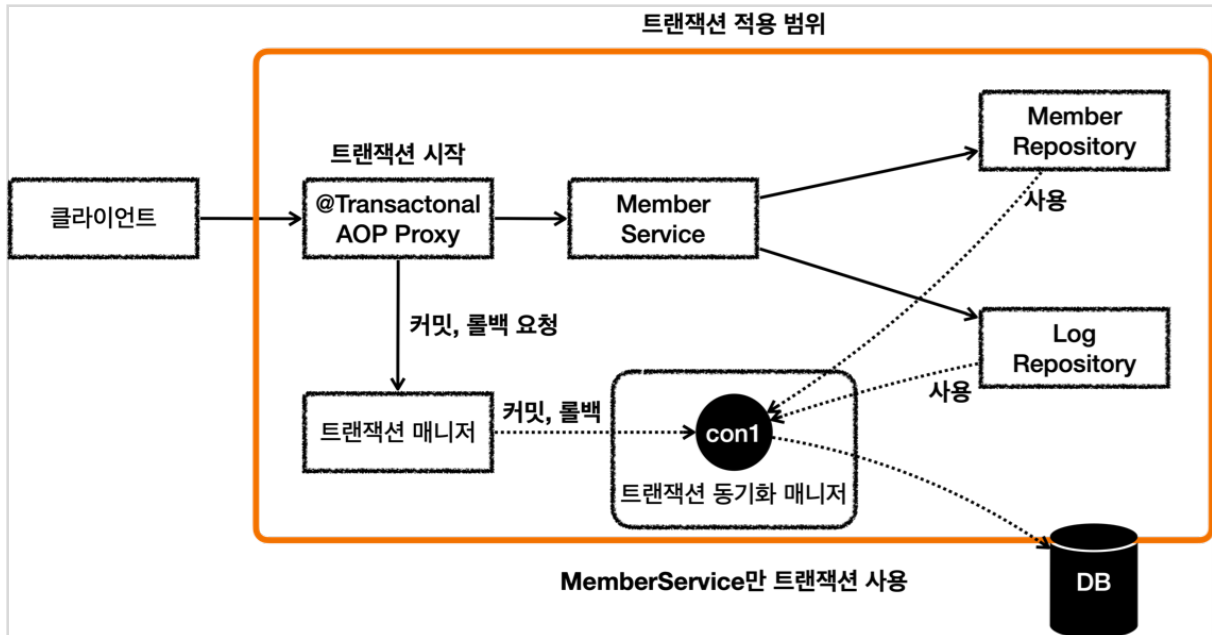 트랜잭션 적용 범위
Member
Repository
트랜잭션 시작
클라이언트
@Transactonal
AOP Proxy
Member
Service
사용
커밋, 롤백 요청
Log
Repository
사용
트랜잭션 매니저
커밋, 롤백
con1
트랜잭션 동기화 매니저
MemberService만 트랜잭션 사용
DB